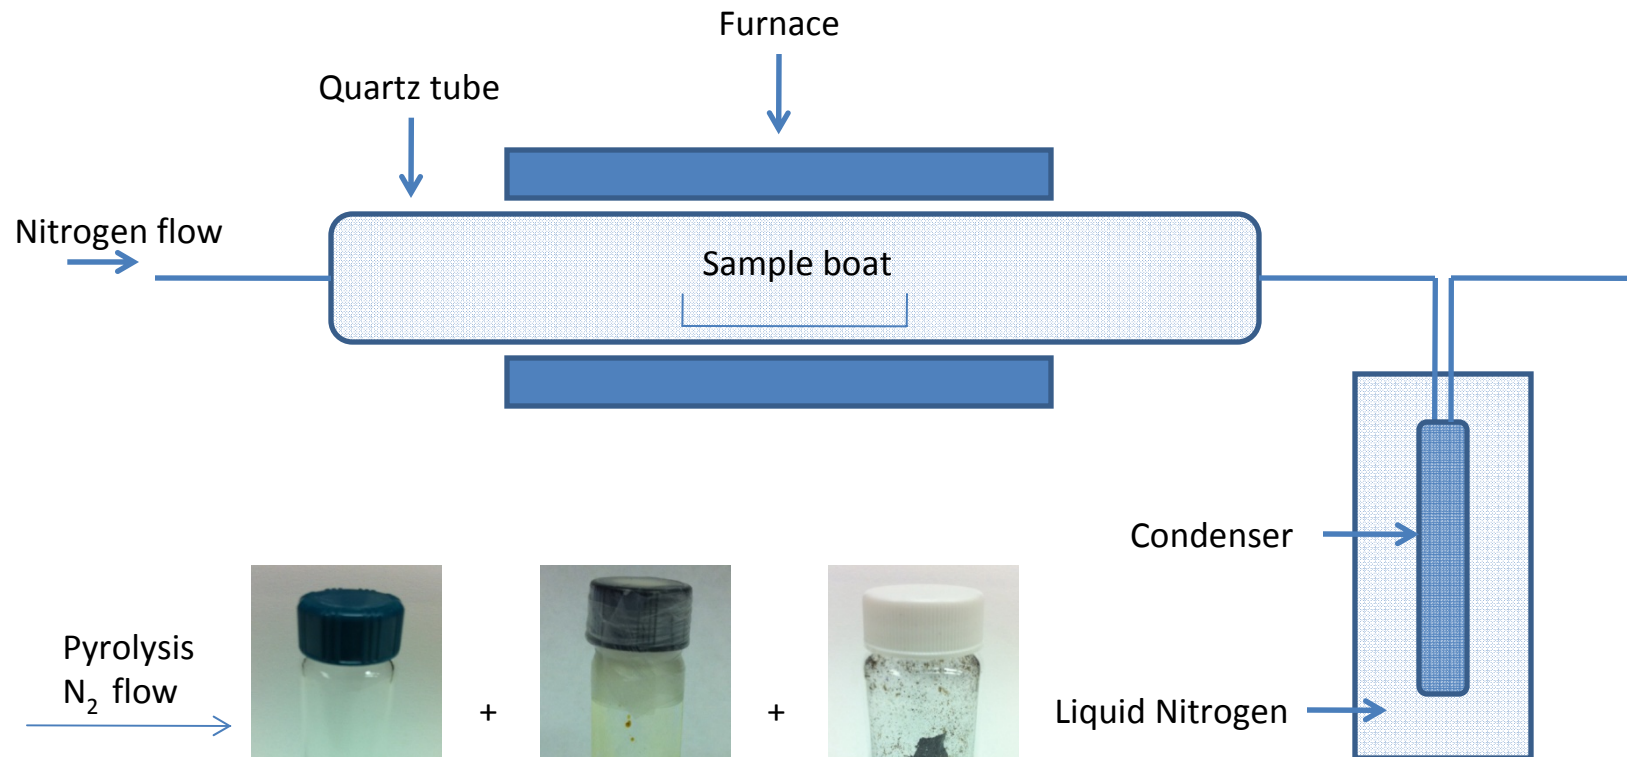 Furnace
Quartz tube
Nitrogen flow
Sample boat
Condenser
Pyrolysis
N₂ flow
+
+
Liquid Nitrogen